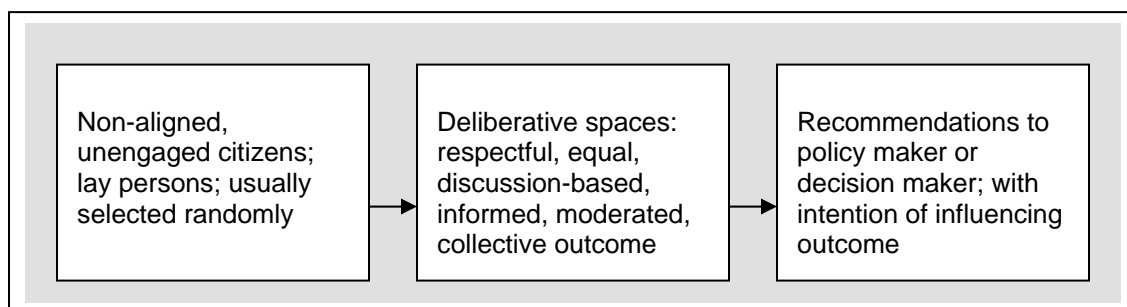 Non-aligned,
unengaged citizens;
lay persons; usually
selected randomly
Deliberative spaces:
respectful, equal,
discussion-based,
informed, moderated,
collective outcome
Recommendations to
policy maker or
decision maker; with
intention of influencing
outcome